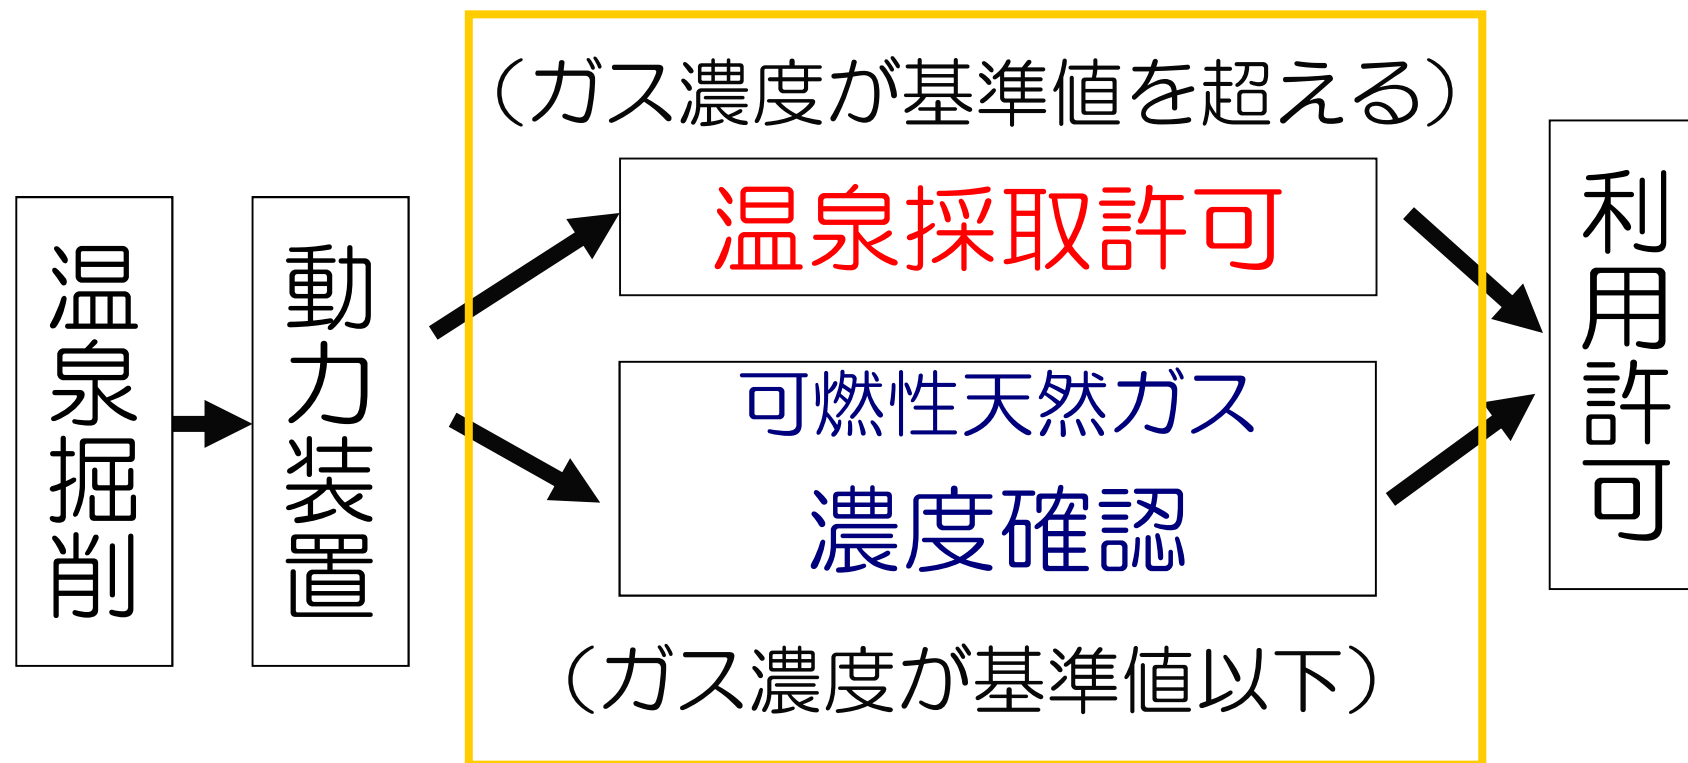 温泉掘削
動力装置
（ガス濃度が基準値を超える）
温泉採取許可
可燃性天然ガス
濃度確認
（ガス濃度が基準値以下）
利用許可